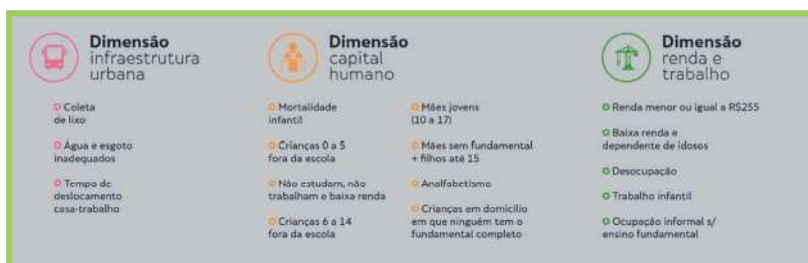 Dimensão
infraestrutura
urbana
Coleta
de lixo
Água e esgoto
inadequados
Tempo de
deslocamento
casa-trabalho
Dimensão
capital
humano
Mortalidade
infantil
Crianças 0 a 5
fora da escola
Não estudam, não
trabalham e baixa renda
Crianças 6 a 14
fora da escola
Mães jovens
(10 a 17)
Mães sem fundamental
+ filhos até 15
Analfabetismo
Crianças em domicílio
em que ninguém tem o
fundamental completo
Dimensão
renda e
trabalho
Renda menor ou igual a R$255
Baixa renda e
dependente de idosos
Desocupação
Trabalho infantil
Ocupação informal s/
ensino fundamental